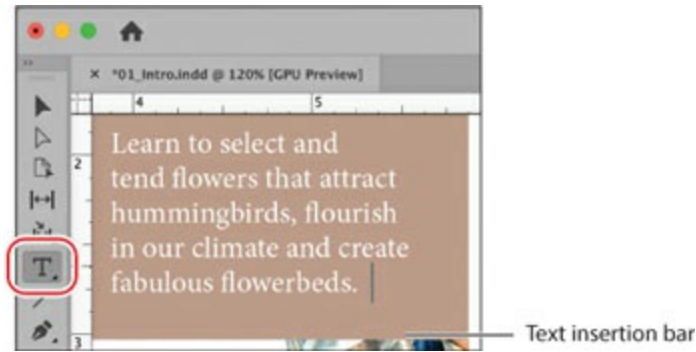 × *01_Intro.indd @ 120% [GPU Preview]
4 5
2
Learn to select and
tend flowers that attract
hummingbirds, flourish
in our climate and create
fabulous flowerbeds.
T
3
Text insertion bar